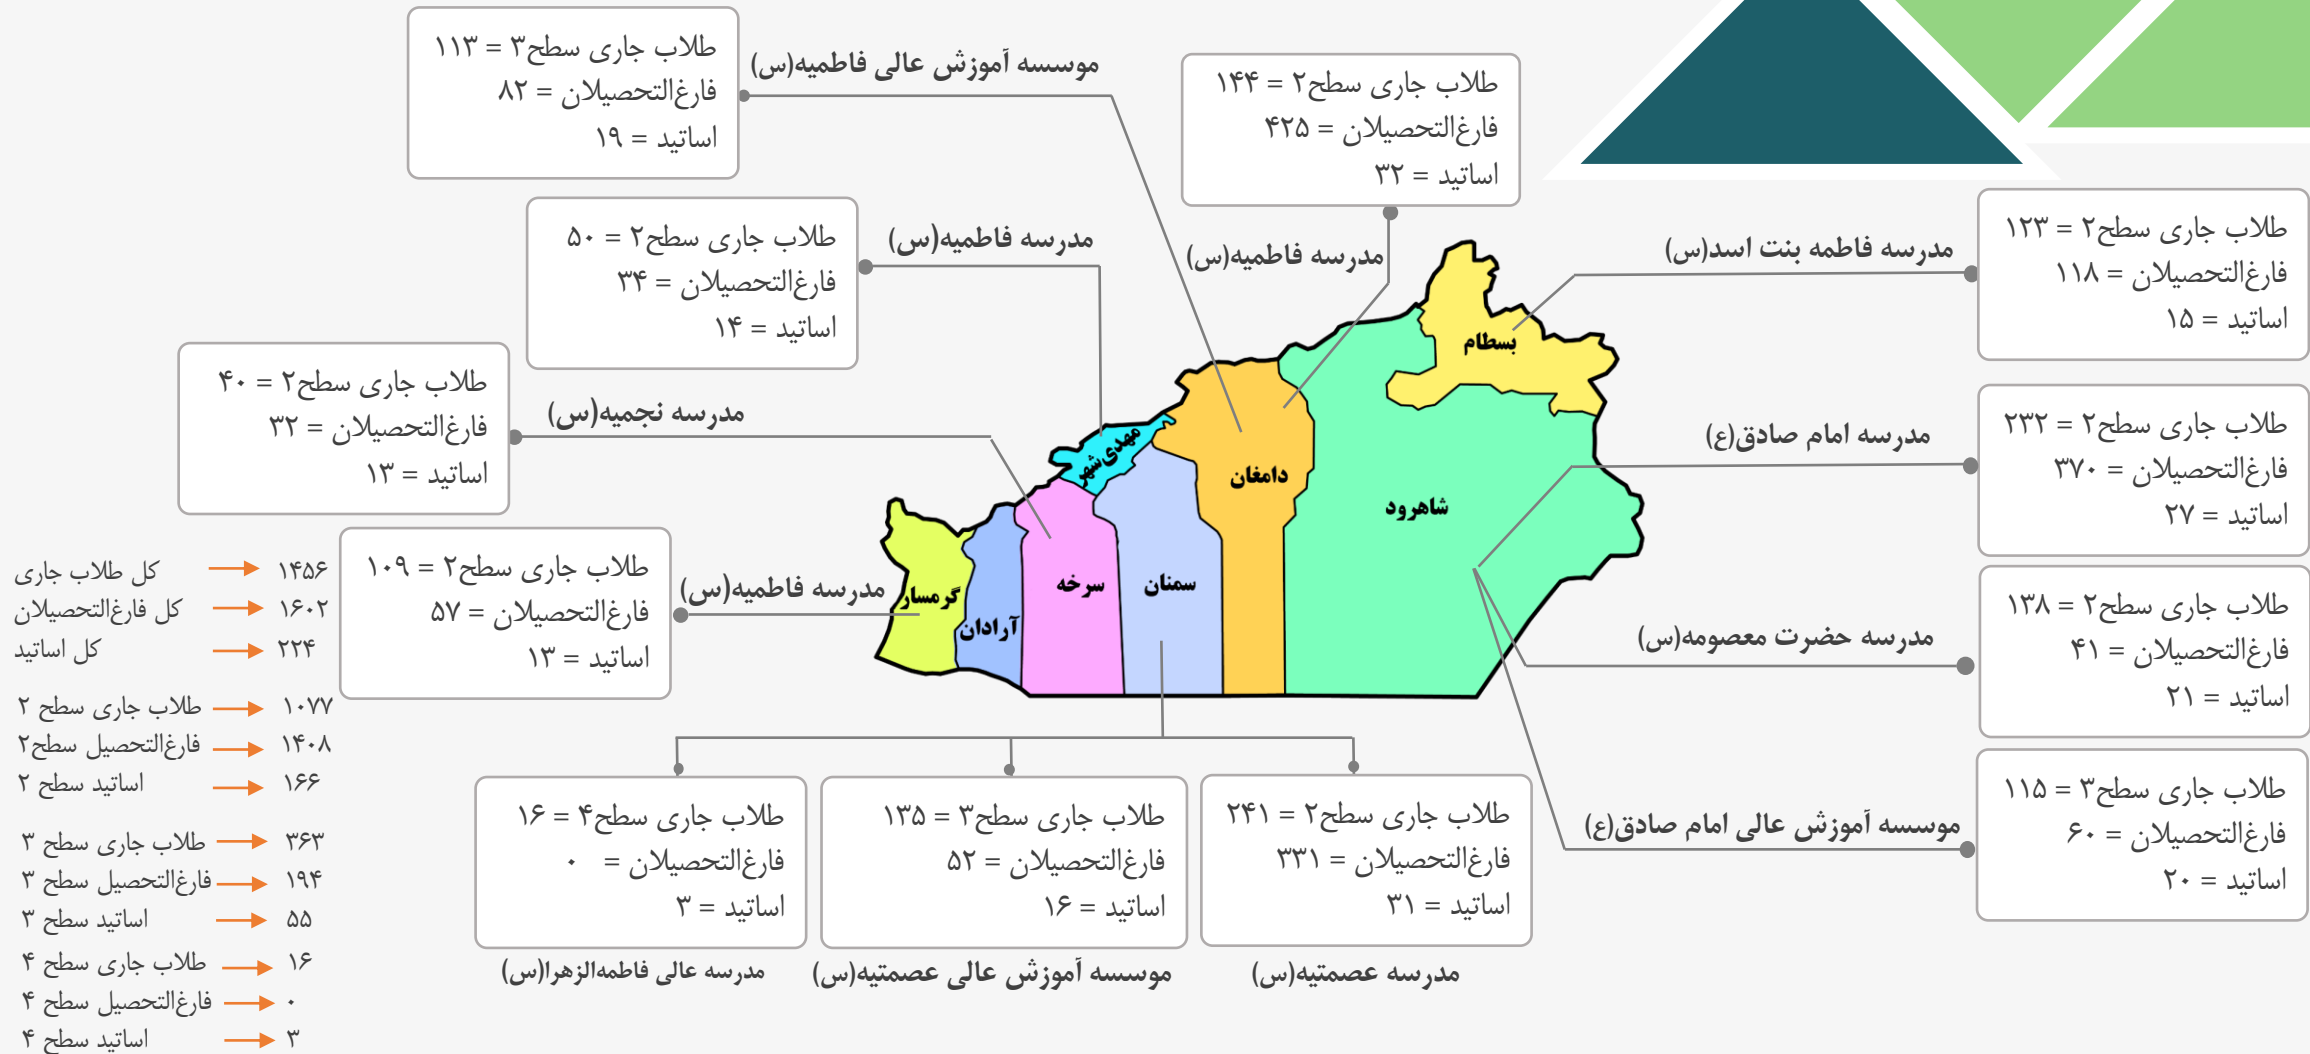 طلاب جاری سطح۳ = ۱۱۳
فارغ‌التحصیلان = ۸۲
اساتید = ۱۹
موسسه آموزش عالی فاطمیه(س)
طلاب جاری سطح۲ = ۱۴۴
فارغ‌التحصیلان = ۴۲۵
اساتید = ۳۲
مدرسه فاطمیه(س)
طلاب جاری سطح۲ = ۵۰
فارغ‌التحصیلان = ۳۴
اساتید = ۱۴
مدرسه فاطمیه(س)
طلاب جاری سطح۲ = ۱۲۳
فارغ‌التحصیلان = ۱۱۸
اساتید = ۱۵
مدرسه فاطمه بنت اسد(س)
طلاب جاری سطح۲ = ۴۰
فارغ‌التحصیلان = ۳۲
اساتید = ۱۳
مدرسه نجمیه(س)
طلاب جاری سطح۲ = ۲۳۲
فارغ‌التحصیلان = ۳۷۰
اساتید = ۲۷
مدرسه امام صادق(ع)
بسطام
مهدی‌شهر
دامغان
شاهرود
سمنان
سرخه
آرادان
گرمسار
طلاب جاری سطح۲ = ۱۰۹
فارغ‌التحصیلان = ۵۷
اساتید = ۱۳
مدرسه فاطمیه(س)
طلاب جاری سطح۲ = ۱۳۸
فارغ‌التحصیلان = ۴۱
اساتید = ۲۱
مدرسه حضرت معصومه(س)
طلاب جاری سطح۳ = ۱۱۵
فارغ‌التحصیلان = ۶۰
اساتید = ۲۰
موسسه آموزش عالی امام صادق(ع)
طلاب جاری سطح۲ = ۲۴۱
فارغ‌التحصیلان = ۳۳۱
اساتید = ۳۱
مدرسه عصمتیه(س)
طلاب جاری سطح۳ = ۱۳۵
فارغ‌التحصیلان = ۵۲
اساتید = ۱۶
موسسه آموزش عالی عصمتیه(س)
طلاب جاری سطح۴ = ۱۶
فارغ‌التحصیلان = ۰
اساتید = ۳
مدرسه عالی فاطمه‌الزهرا(س)
کل طلاب جاری → ۱۴۵۶
کل فارغ‌التحصیلان → ۱۶۰۲
کل اساتید → ۲۲۴
طلاب جاری سطح ۲ → ۱۰۷۷
فارغ‌التحصیل سطح۲ → ۱۴۰۸
اساتید سطح ۲ → ۱۶۶
طلاب جاری سطح ۳ → ۳۶۳
فارغ‌التحصیل سطح ۳ → ۱۹۴
اساتید سطح ۳ → ۵۵
طلاب جاری سطح ۴ → ۱۶
فارغ‌التحصیل سطح ۴ → ۰
اساتید سطح ۴ → ۳